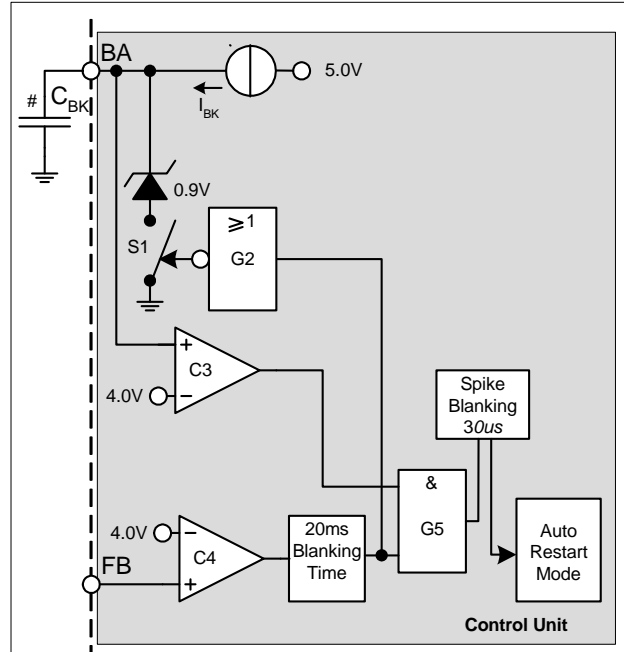 BA
5.0V
# C_BK
I_BK
0.9V
S1
≥1
G2
C3
4.0V
Spike
Blanking
30us
&
G5
4.0V
C4
20ms
Blanking
Time
Auto
Restart
Mode
FB
Control Unit